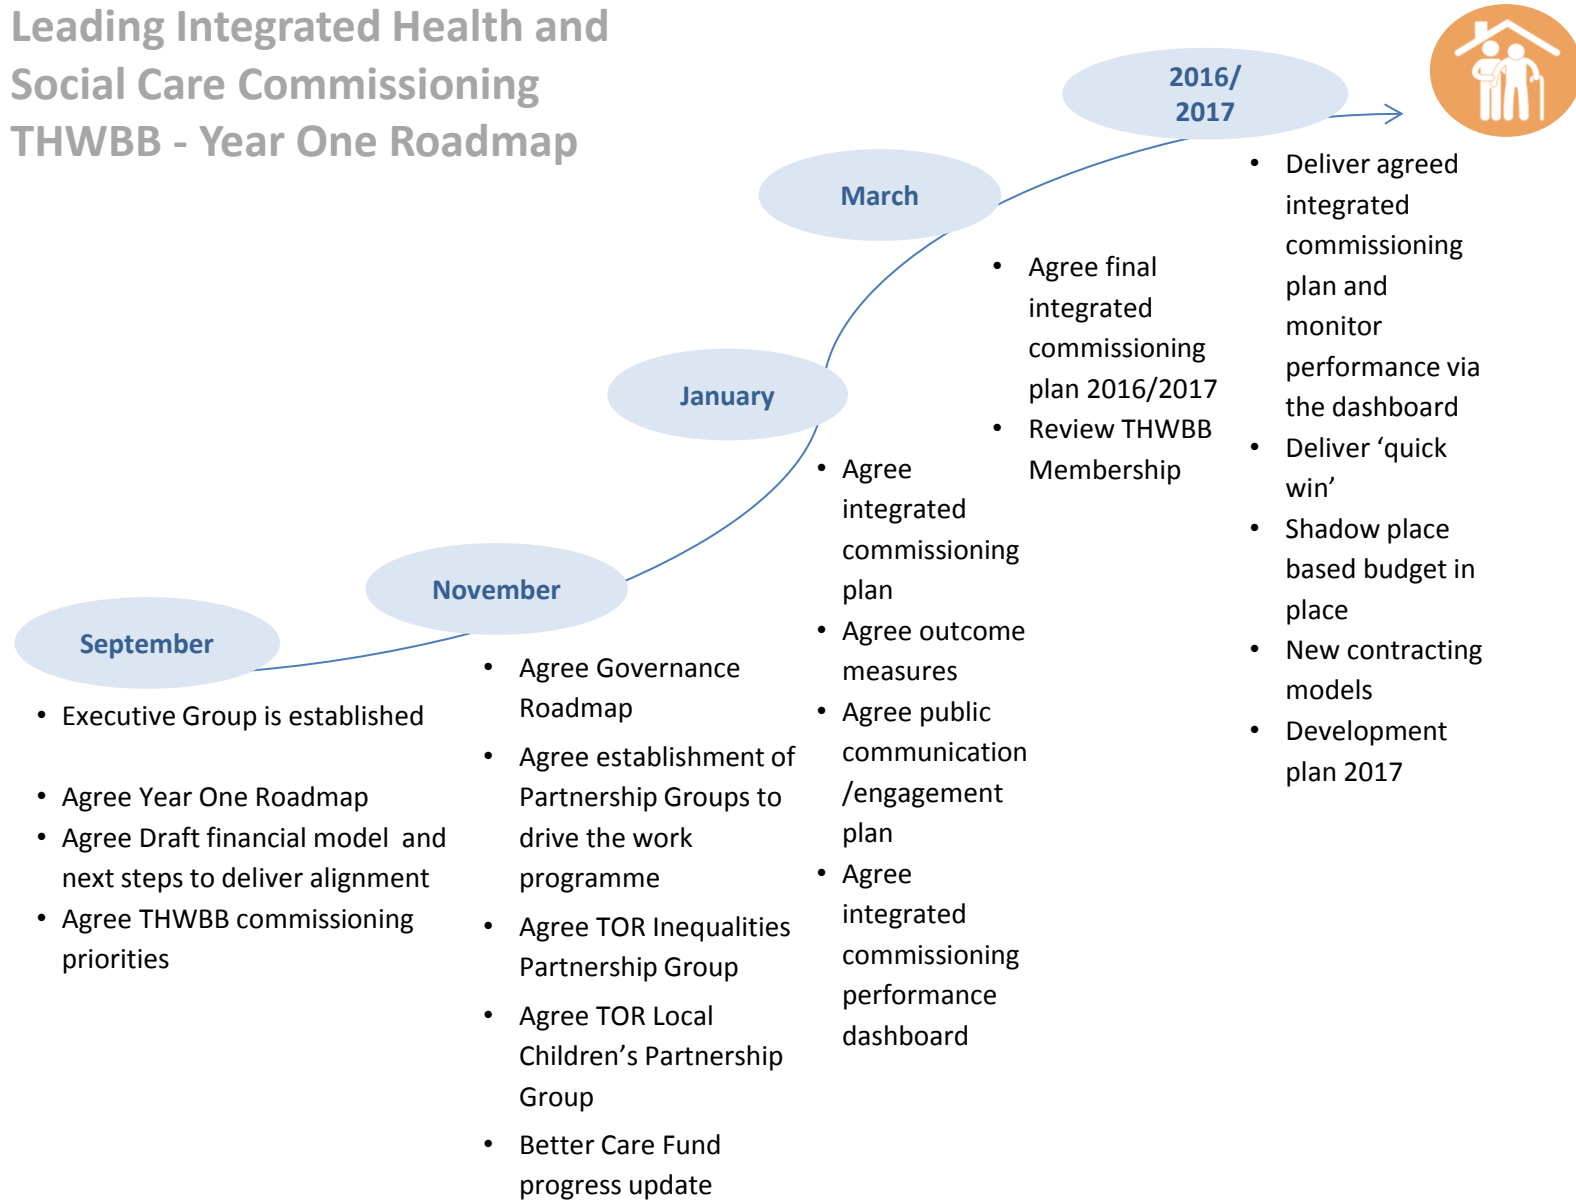 Leading Integrated Health and
Social Care Commissioning
THWBB - Year One Roadmap
September
• Executive Group is established
• Agree Year One Roadmap
• Agree Draft financial model  and
next steps to deliver alignment
• Agree THWBB commissioning
priorities
November
• Agree Governance
Roadmap
• Agree establishment of
Partnership Groups to
drive the work
programme
• Agree TOR Inequalities
Partnership Group
• Agree TOR Local
Children’s Partnership
Group
• Better Care Fund
progress update
January
• Agree
integrated
commissioning
plan
• Agree outcome
measures
• Agree public
communication
/engagement
plan
• Agree
integrated
commissioning
performance
dashboard
March
• Agree final
integrated
commissioning
plan 2016/2017
• Review THWBB
Membership
2016/
2017
• Deliver agreed
integrated
commissioning
plan and
monitor
performance via
the dashboard
• Deliver ‘quick
win’
• Shadow place
based budget in
place
• New contracting
models
• Development
plan 2017